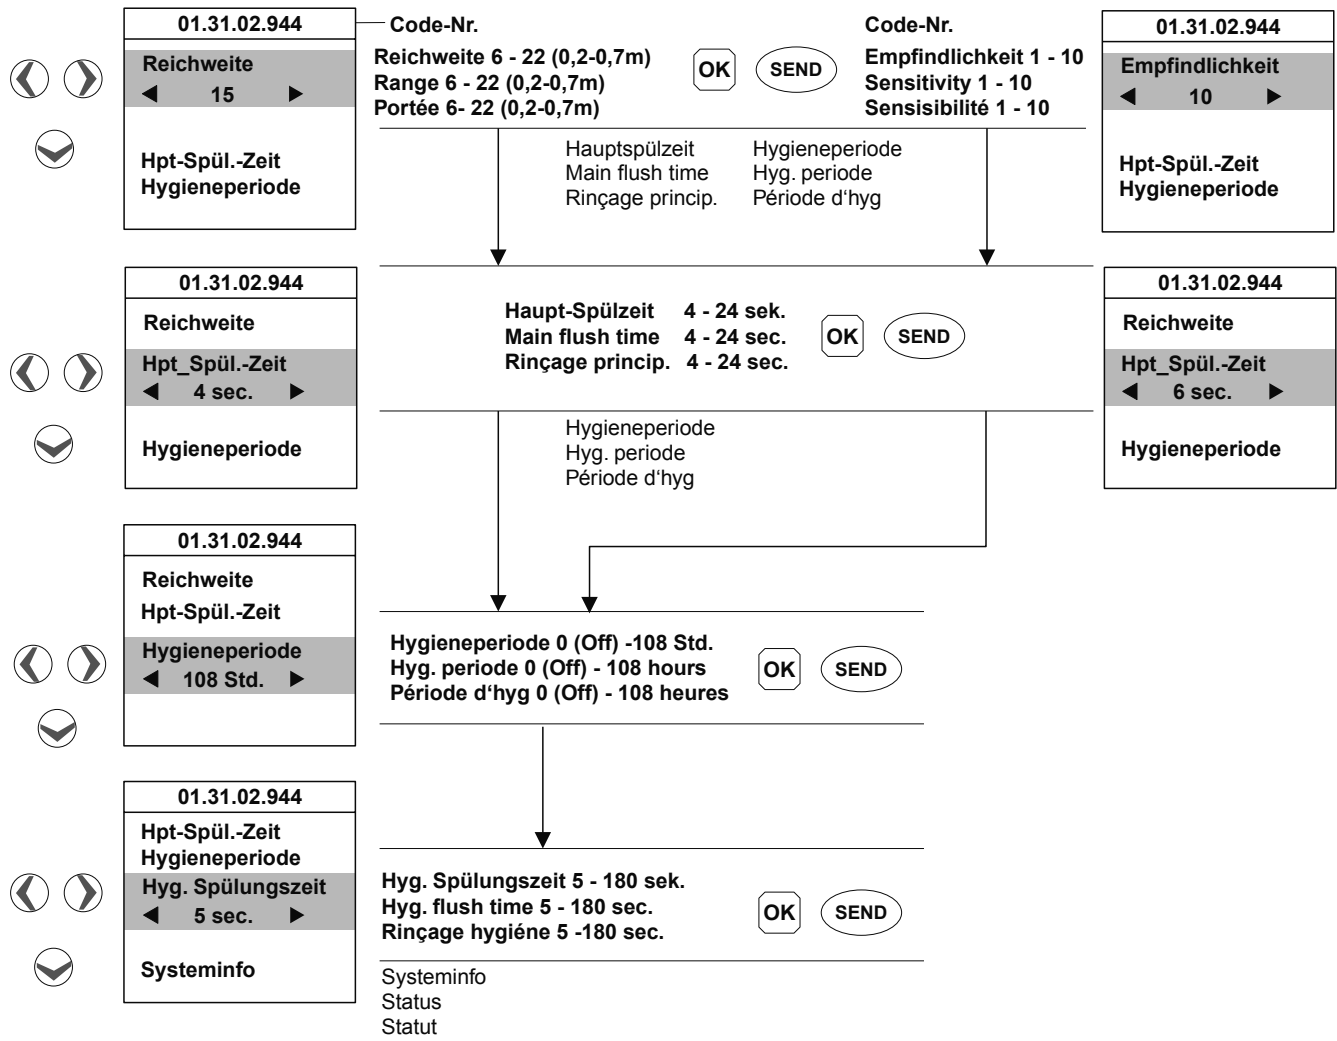 01.31.02.944
Reichweite
15
Hpt-Spül.-Zeit
Hygieneperiode
Code-Nr.
Reichweite 6 - 22 (0,2-0,7m)
Range 6 - 22 (0,2-0,7m)
Portée 6- 22 (0,2-0,7m)
OK
SEND
Code-Nr.
Empfindlichkeit 1 - 10
Sensitivity 1 - 10
Sensisibilité 1 - 10
01.31.02.944
Empfindlichkeit
10
Hpt-Spül.-Zeit
Hygieneperiode
Hauptspülzeit
Main flush time
Rinçage princip.
Hygieneperiode
Hyg. periode
Période d‘hyg
01.31.02.944
Reichweite
Hpt_Spül.-Zeit
4 sec.
Hygieneperiode
Haupt-Spülzeit 4 - 24 sek.
Main flush time 4 - 24 sec.
Rinçage princip. 4 - 24 sec.
OK
SEND
01.31.02.944
Reichweite
Hpt_Spül.-Zeit
6 sec.
Hygieneperiode
Hygieneperiode
Hyg. periode
Période d‘hyg
01.31.02.944
Reichweite
Hpt-Spül.-Zeit
Hygieneperiode
108 Std.
Hygieneperiode 0 (Off) -108 Std.
Hyg. periode 0 (Off) - 108 hours
Période d‘hyg 0 (Off) - 108 heures
OK
SEND
01.31.02.944
Hpt-Spül.-Zeit
Hygieneperiode
Hyg. Spülungszeit
5 sec.
Systeminfo
Hyg. Spülungszeit 5 - 180 sek.
Hyg. flush time 5 - 180 sec.
Rinçage hygiéne 5 -180 sec.
OK
SEND
Systeminfo
Status
Statut